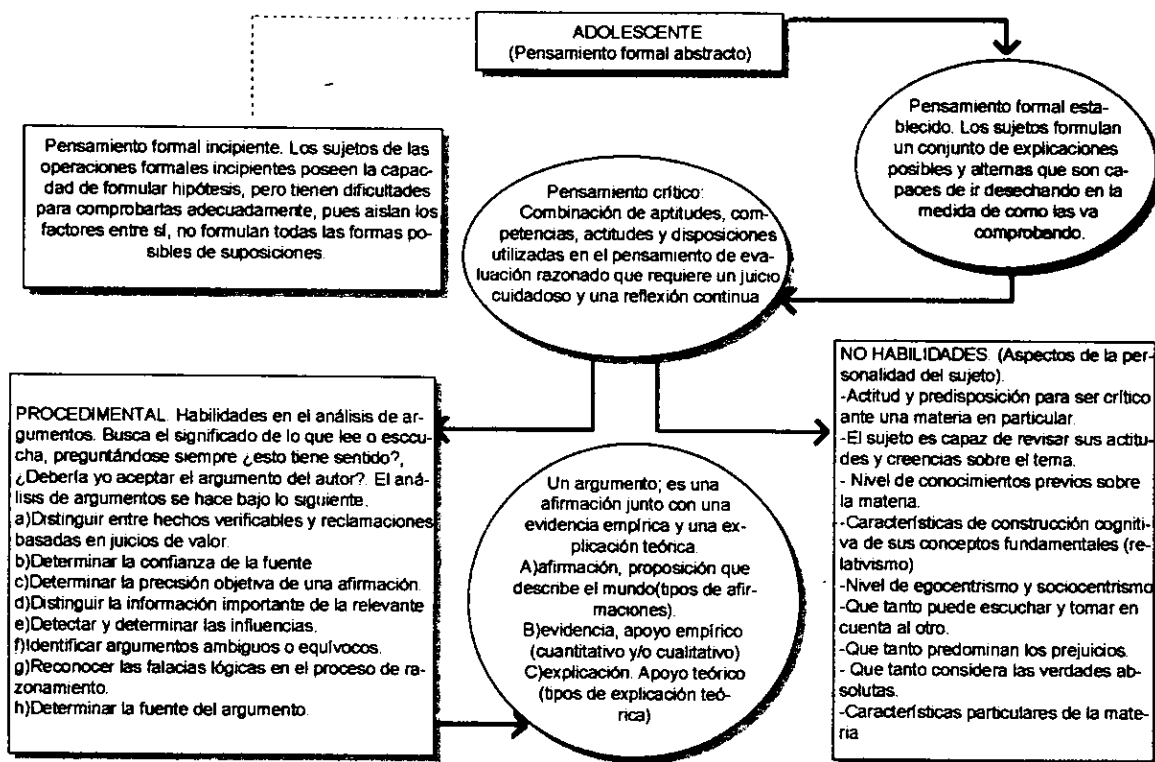 ADOLESCENTE
(Pensamiento formal abstracto)
Pensamiento formal incipiente. Los sujetos de las
operaciones formales incipientes poseen la capac-
dad de formular hipótesis, pero tienen dificultades
para comprobarlas adecuadamente, pues aislan los
factores entre sí, no formulan todas las formas po-
sibles de suposiciones.
Pensamiento formal esta-
blecido. Los sujetos formulan
un conjunto de explicaciones
posibles y alternas que son ca-
paces de ir desechando en la
medida de como las va
comprobando.
Pensamiento crítico:
Combinación de aptitudes, com-
petencias, actitudes y disposiciones
utilizadas en el pensamiento de eva-
luación razonado que requiere un juicio
cuidadoso y una reflexión continua
PROCEDIMENTAL. Habilidades en el análisis de ar-
gumentos. Busca el significado de lo que lee o esccu-
cha, preguntándose siempre ¿esto tiene sentido?,
¿Debería yo aceptar el argumento del autor?. El aná-
lisis de argumentos se hace bajo lo siguiente.
a)Distinguir entre hechos verificables y reclamaciones
basadas en juicios de valor.
b)Determinar la confianza de la fuente
c)Determinar la precisión objetiva de una afirmación.
d)Distinguir la información importante de la relevante
e)Detectar y determinar las influencias.
f)Identificar argumentos ambiguos o equívocos.
g)Reconocer las falacias lógicas en el proceso de ra-
zonamiento.
h)Determinar la fuente del argumento.
Un argumento; es una
afirmación junto con una
evidencia empírica y una ex-
plicación teórica.
A)afirmación, proposición que
describe el mundo(tipos de afir-
maciones).
B)evidencia, apoyo empírico
(cuantitativo y/o cualitativo)
C)explicación. Apoyo teórico
(tipos de explicación teó-
rica)
NO HABILIDADES. (Aspectos de la per-
sonalidad del sujeto).
-Actitud y predisposición para ser crítico
ante una materia en particular.
-El sujeto es capaz de revisar sus actitu-
des y creencias sobre el tema.
- Nivel de conocimientos previos sobre
la materia.
-Características de construcción cogniti-
va de sus conceptos fundamentales (re-
lativismo)
-Nivel de egocentrismo y sociocentrismo
-Que tanto puede escuchar y tomar en
cuenta al otro.
-Que tanto predominan los prejuicios.
- Que tanto considera las verdades ab-
solutas.
-Características particulares de la mate-
ria